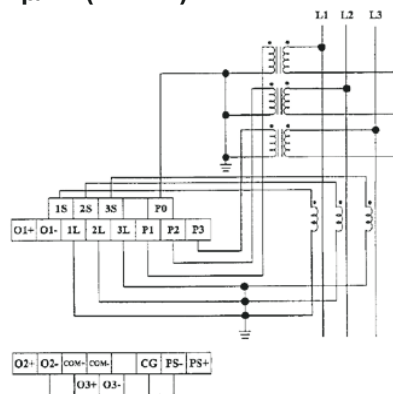 L1 L2 L3
1S 2S 3S P0
O1+ O1- 1L 2L 3L P1 P2 P3
O2+ O2- COM- COM- CG PS- PS+
O3+ O3-